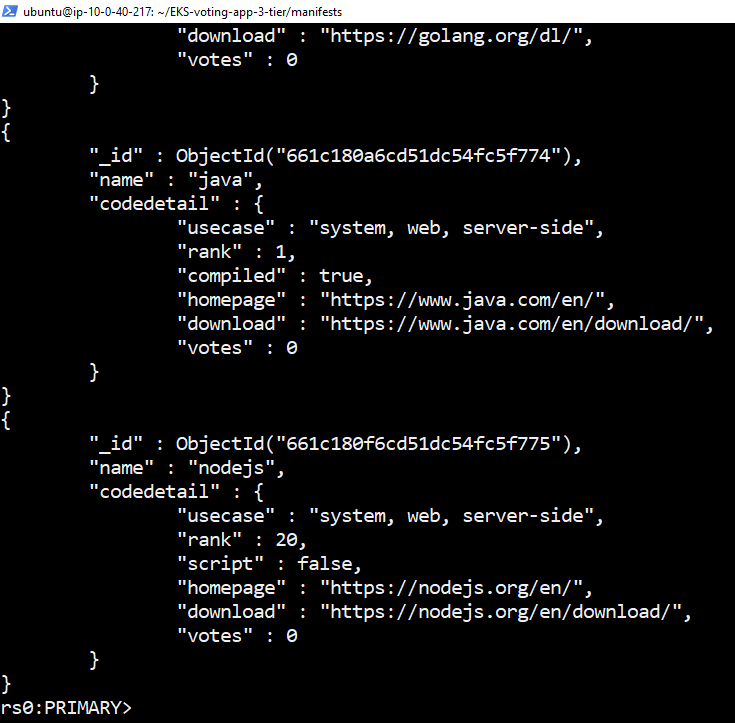 ubuntu@ip-10-0-40-217: ~/EKS-voting-app-3-tier/manifests
                "download" : "https://golang.org/dl/",
                "votes" : 0
        }
}
{
        "_id" : ObjectId("661c180a6cd51dc54fc5f774"),
        "name" : "java",
        "codedetail" : {
                "usecase" : "system, web, server-side",
                "rank" : 1,
                "compiled" : true,
                "homepage" : "https://www.java.com/en/",
                "download" : "https://www.java.com/en/download/",
                "votes" : 0
        }
}
{
        "_id" : ObjectId("661c180f6cd51dc54fc5f775"),
        "name" : "nodejs",
        "codedetail" : {
                "usecase" : "system, web, server-side",
                "rank" : 20,
                "script" : false,
                "homepage" : "https://nodejs.org/en/",
                "download" : "https://nodejs.org/en/download/",
                "votes" : 0
        }
}
rs0:PRIMARY>